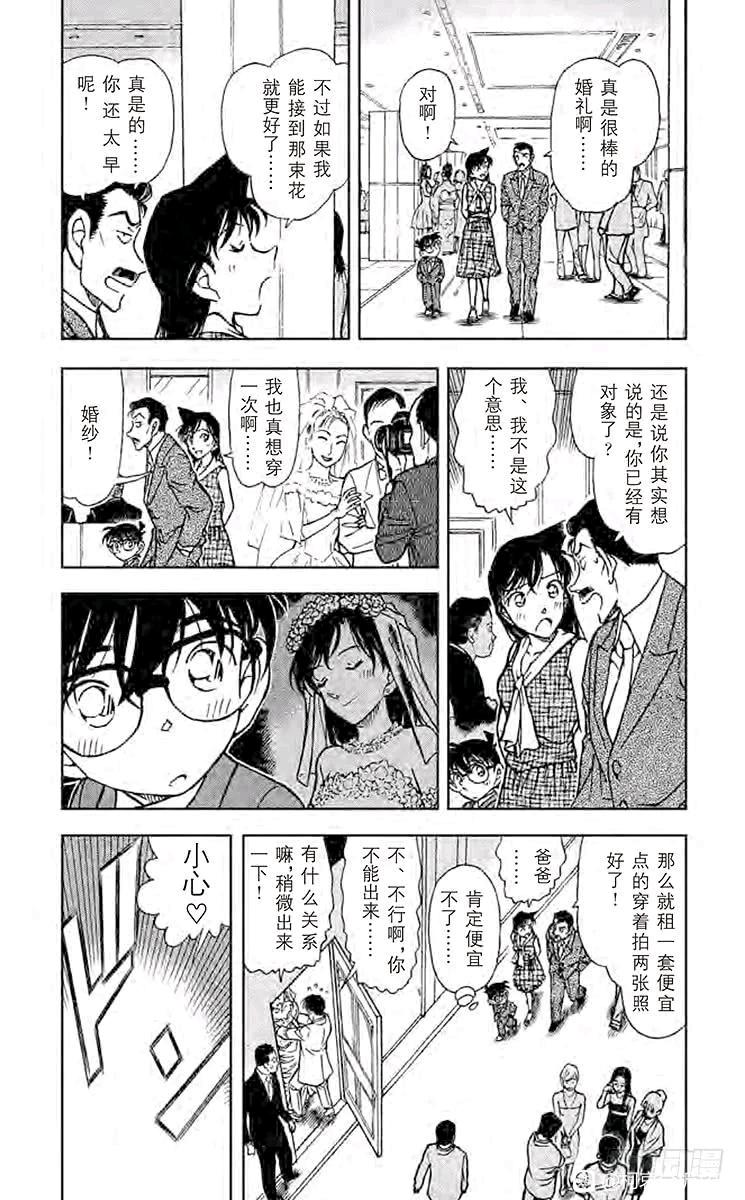 真是很棒的
婚礼啊……
对啊！
不过如果我
能接到那束花
就更好了……
真是的……
你还太早
呢！
还是说你其实想
说的是，你已经有
对象了？
我、我不是这
个意思……
我也真想穿
一次啊……
婚纱！
那么就租一套便宜
点的穿着拍两张照
好了！
爸爸
……
肯定便宜
不了……
不、不行啊，你
不能出来……
有什么关系
嘛，稍微出来
一下！
小心♡